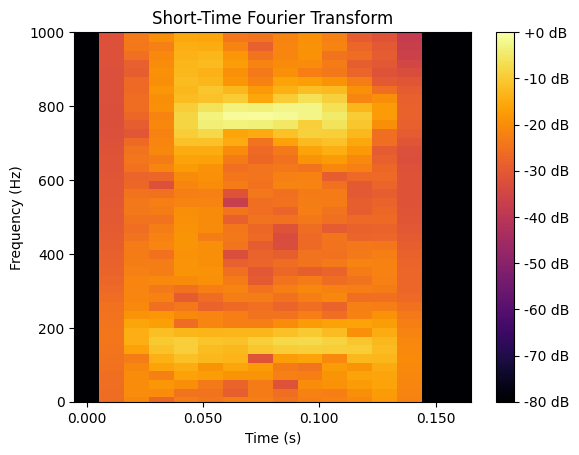 Short-Time Fourier Transform
1000
800
600
400
200
0
Frequency (Hz)
0.000
0.050
0.100
0.150
Time (s)
+0 dB
-10 dB
-20 dB
-30 dB
-40 dB
-50 dB
-60 dB
-70 dB
-80 dB